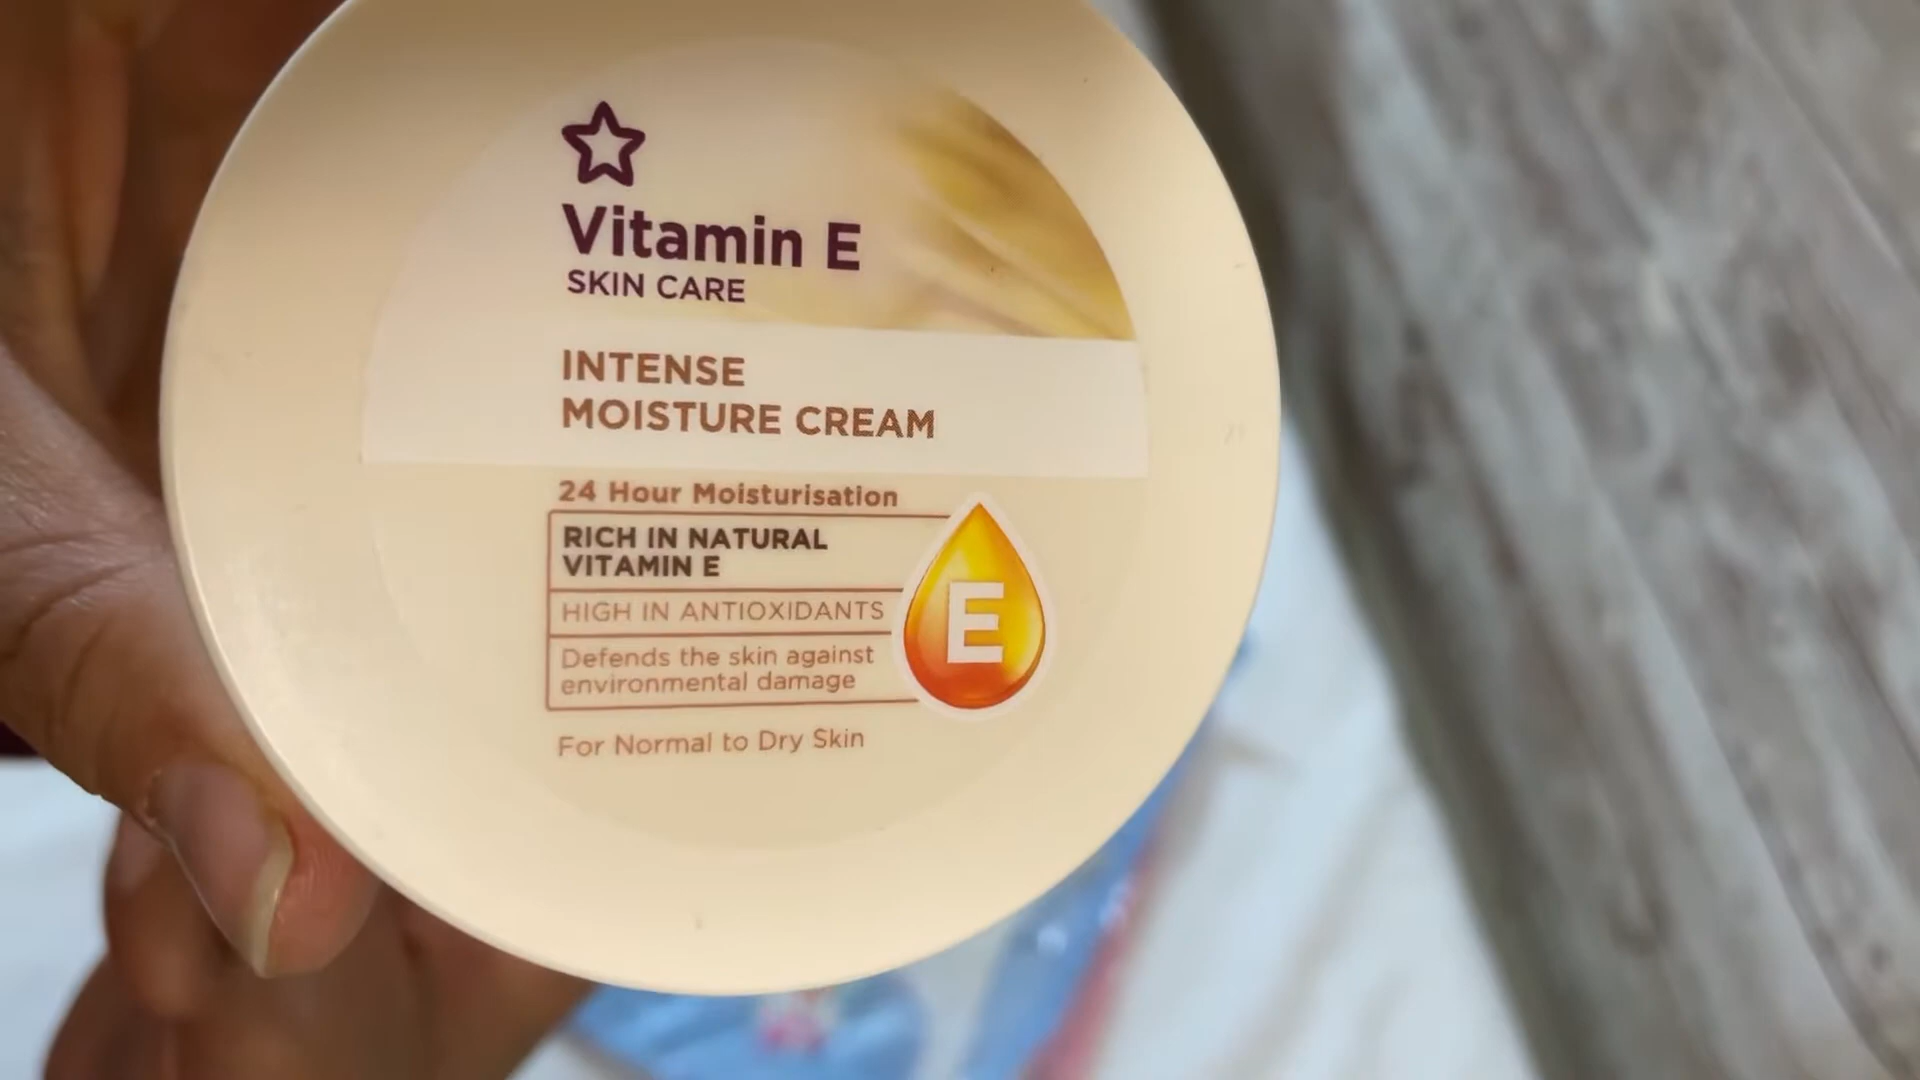 Vitamin E
SKIN CARE
INTENSE
MOISTURE CREAM
24 Hour Moisturisation
RICH IN NATURAL
VITAMIN E
HIGH IN ANTIOXIDANTS
Defends the skin against
environmental damage
E
For Normal to Dry Skin